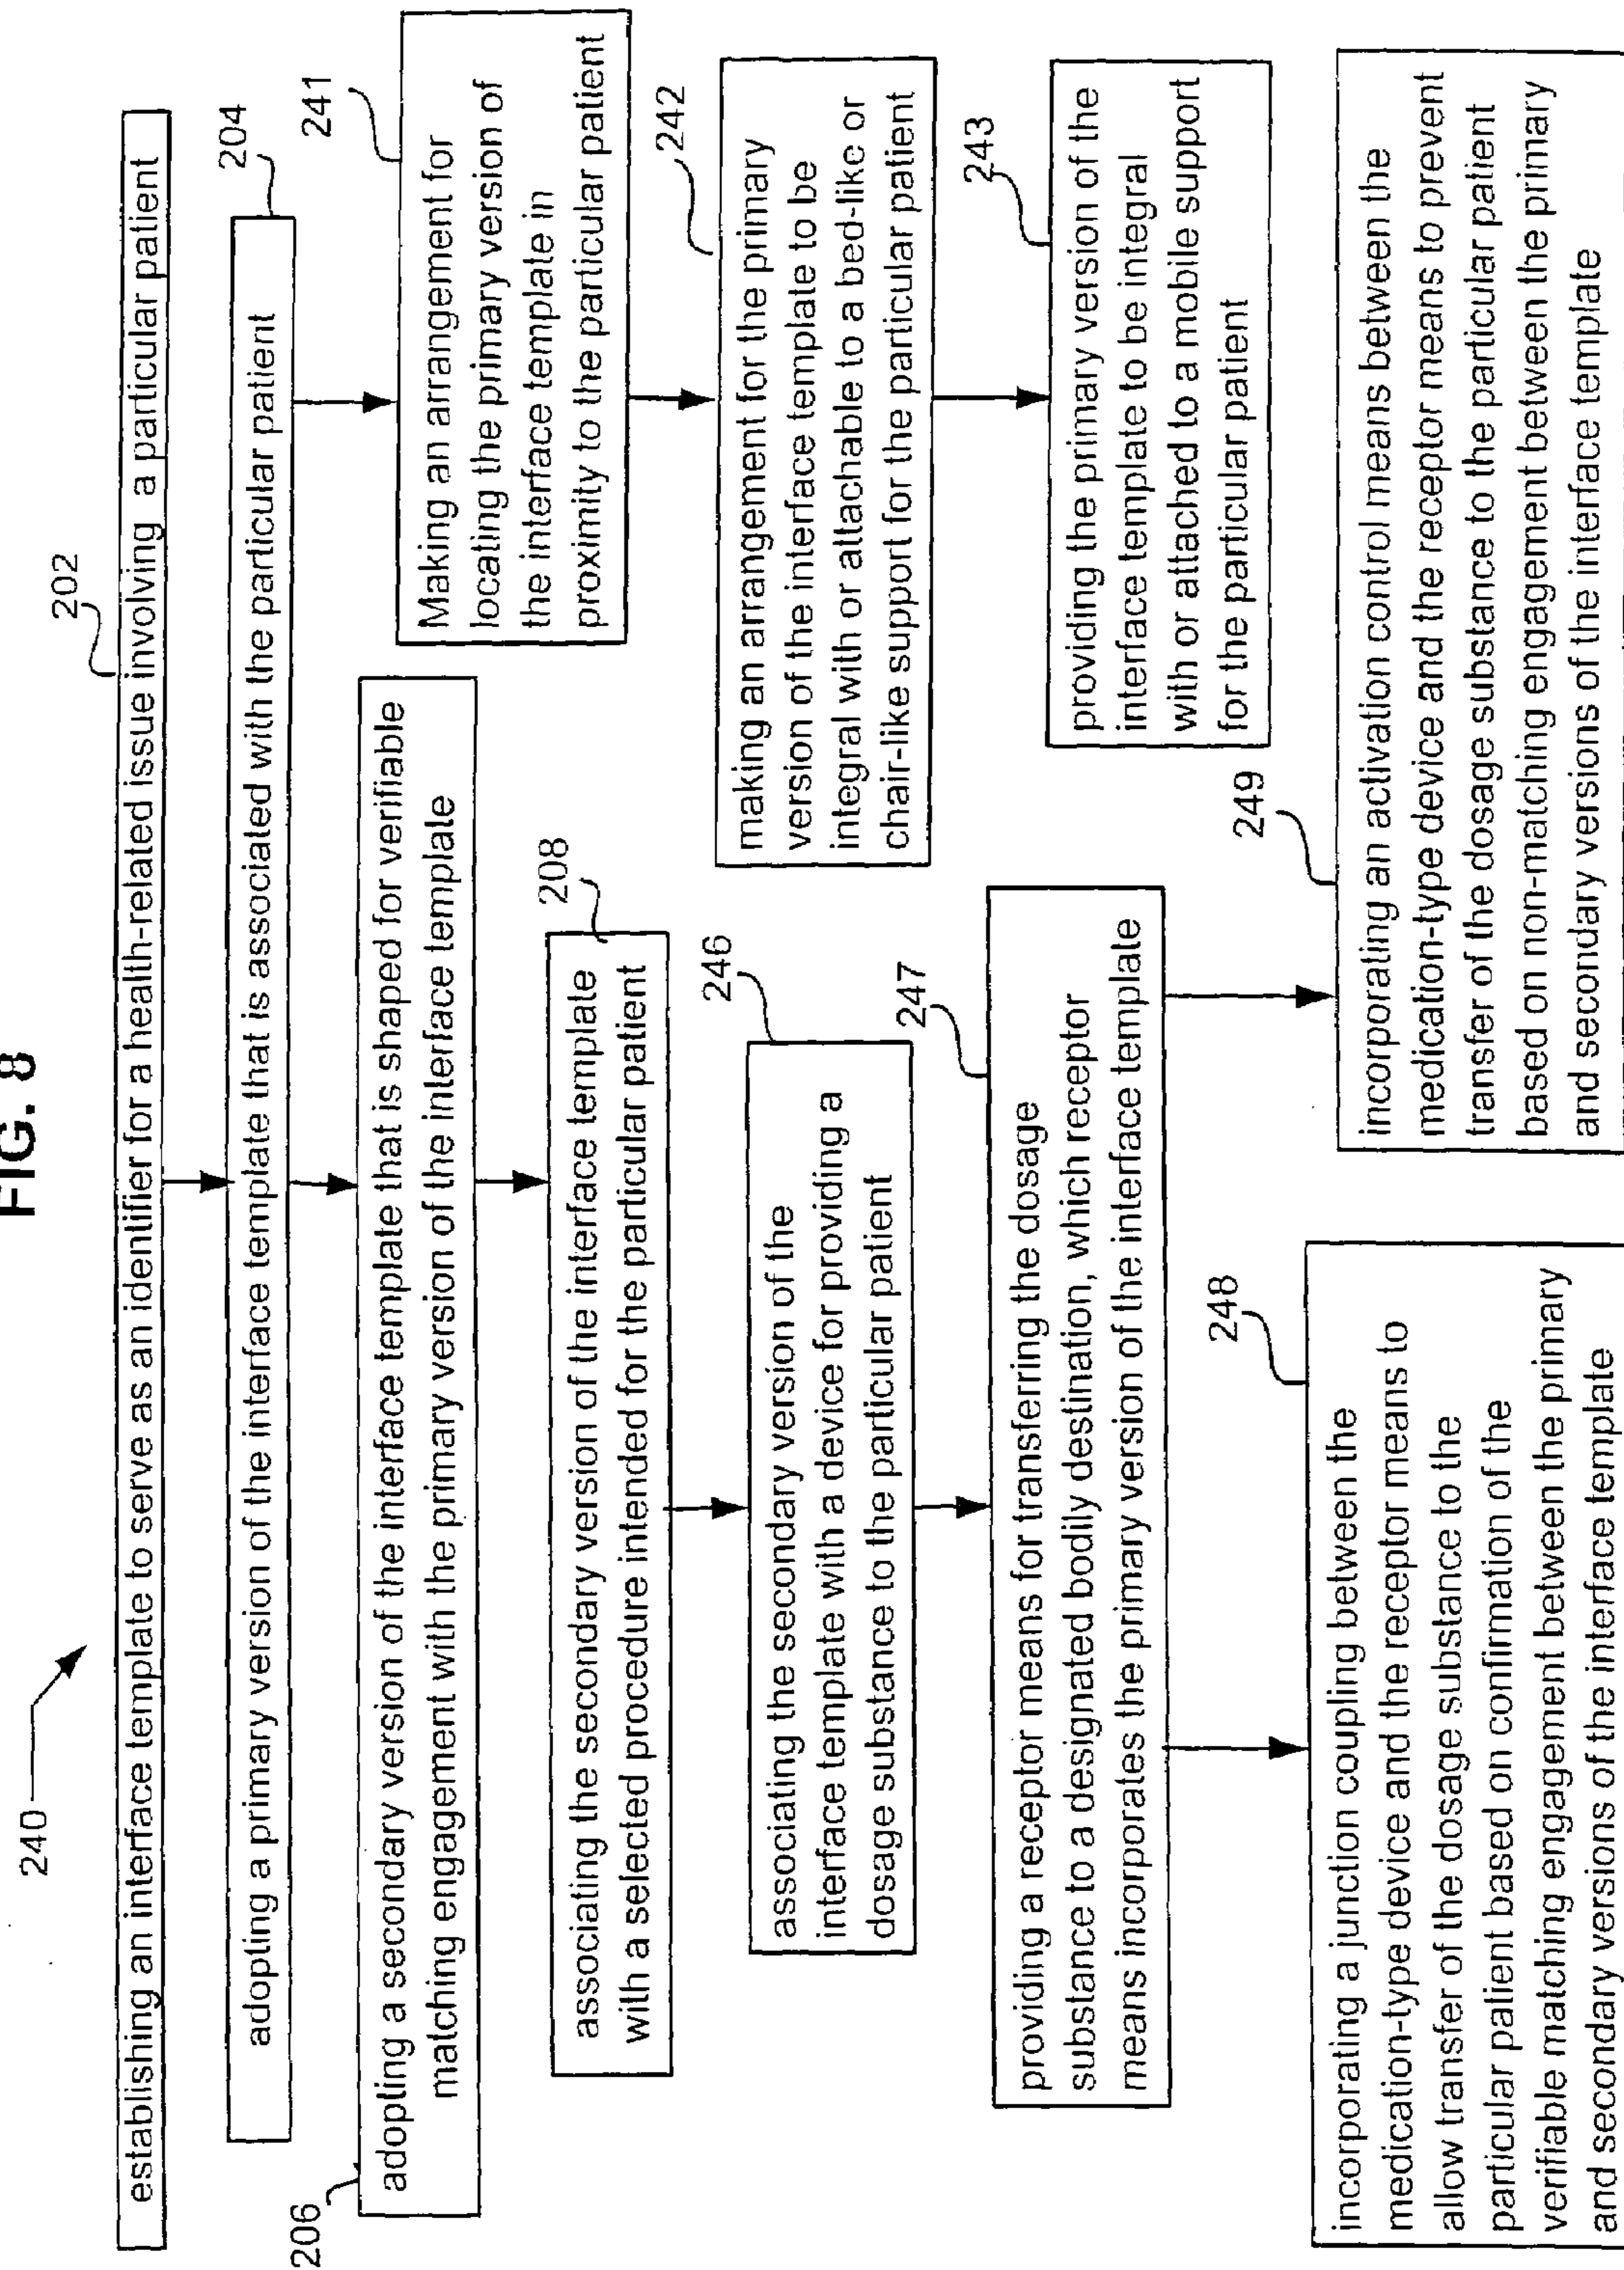 FIG. 8
240
202
establishing an interface template to serve as an identifier for a health-related issue involving a particular patient
204
adopting a primary version of the interface template that is associated with the particular patient
206
adopting a secondary version of the interface template that is shaped for verifiable
matching engagement with the primary version of the interface template
241
Making an arrangement for
locating the primary version of
the interface template in
proximity to the particular patient
208
associating the secondary version of the interface template
with a selected procedure intended for the particular patient
242
making an arrangement for the primary
version of the interface template to be
integral with or attachable to a bed-like or
chair-like support for the particular patient
246
associating the secondary version of the
interface template with a device for providing a
dosage substance to the particular patient
243
providing the primary version of the
interface template to be integral
with or attached to a mobile support
for the particular patient
247
providing a receptor means for transferring the dosage
substance to a designated bodily destination, which receptor
means incorporates the primary version of the interface template
248
incorporating a junction coupling between the
medication-type device and the receptor means to
allow transfer of the dosage substance to the
particular patient based on confirmation of the
verifiable matching engagement between the primary
and secondary versions of the interface template
249
incorporating an activation control means between the
medication-type device and the receptor means to prevent
transfer of the dosage substance to the particular patient
based on non-matching engagement between the primary
and secondary versions of the interface template